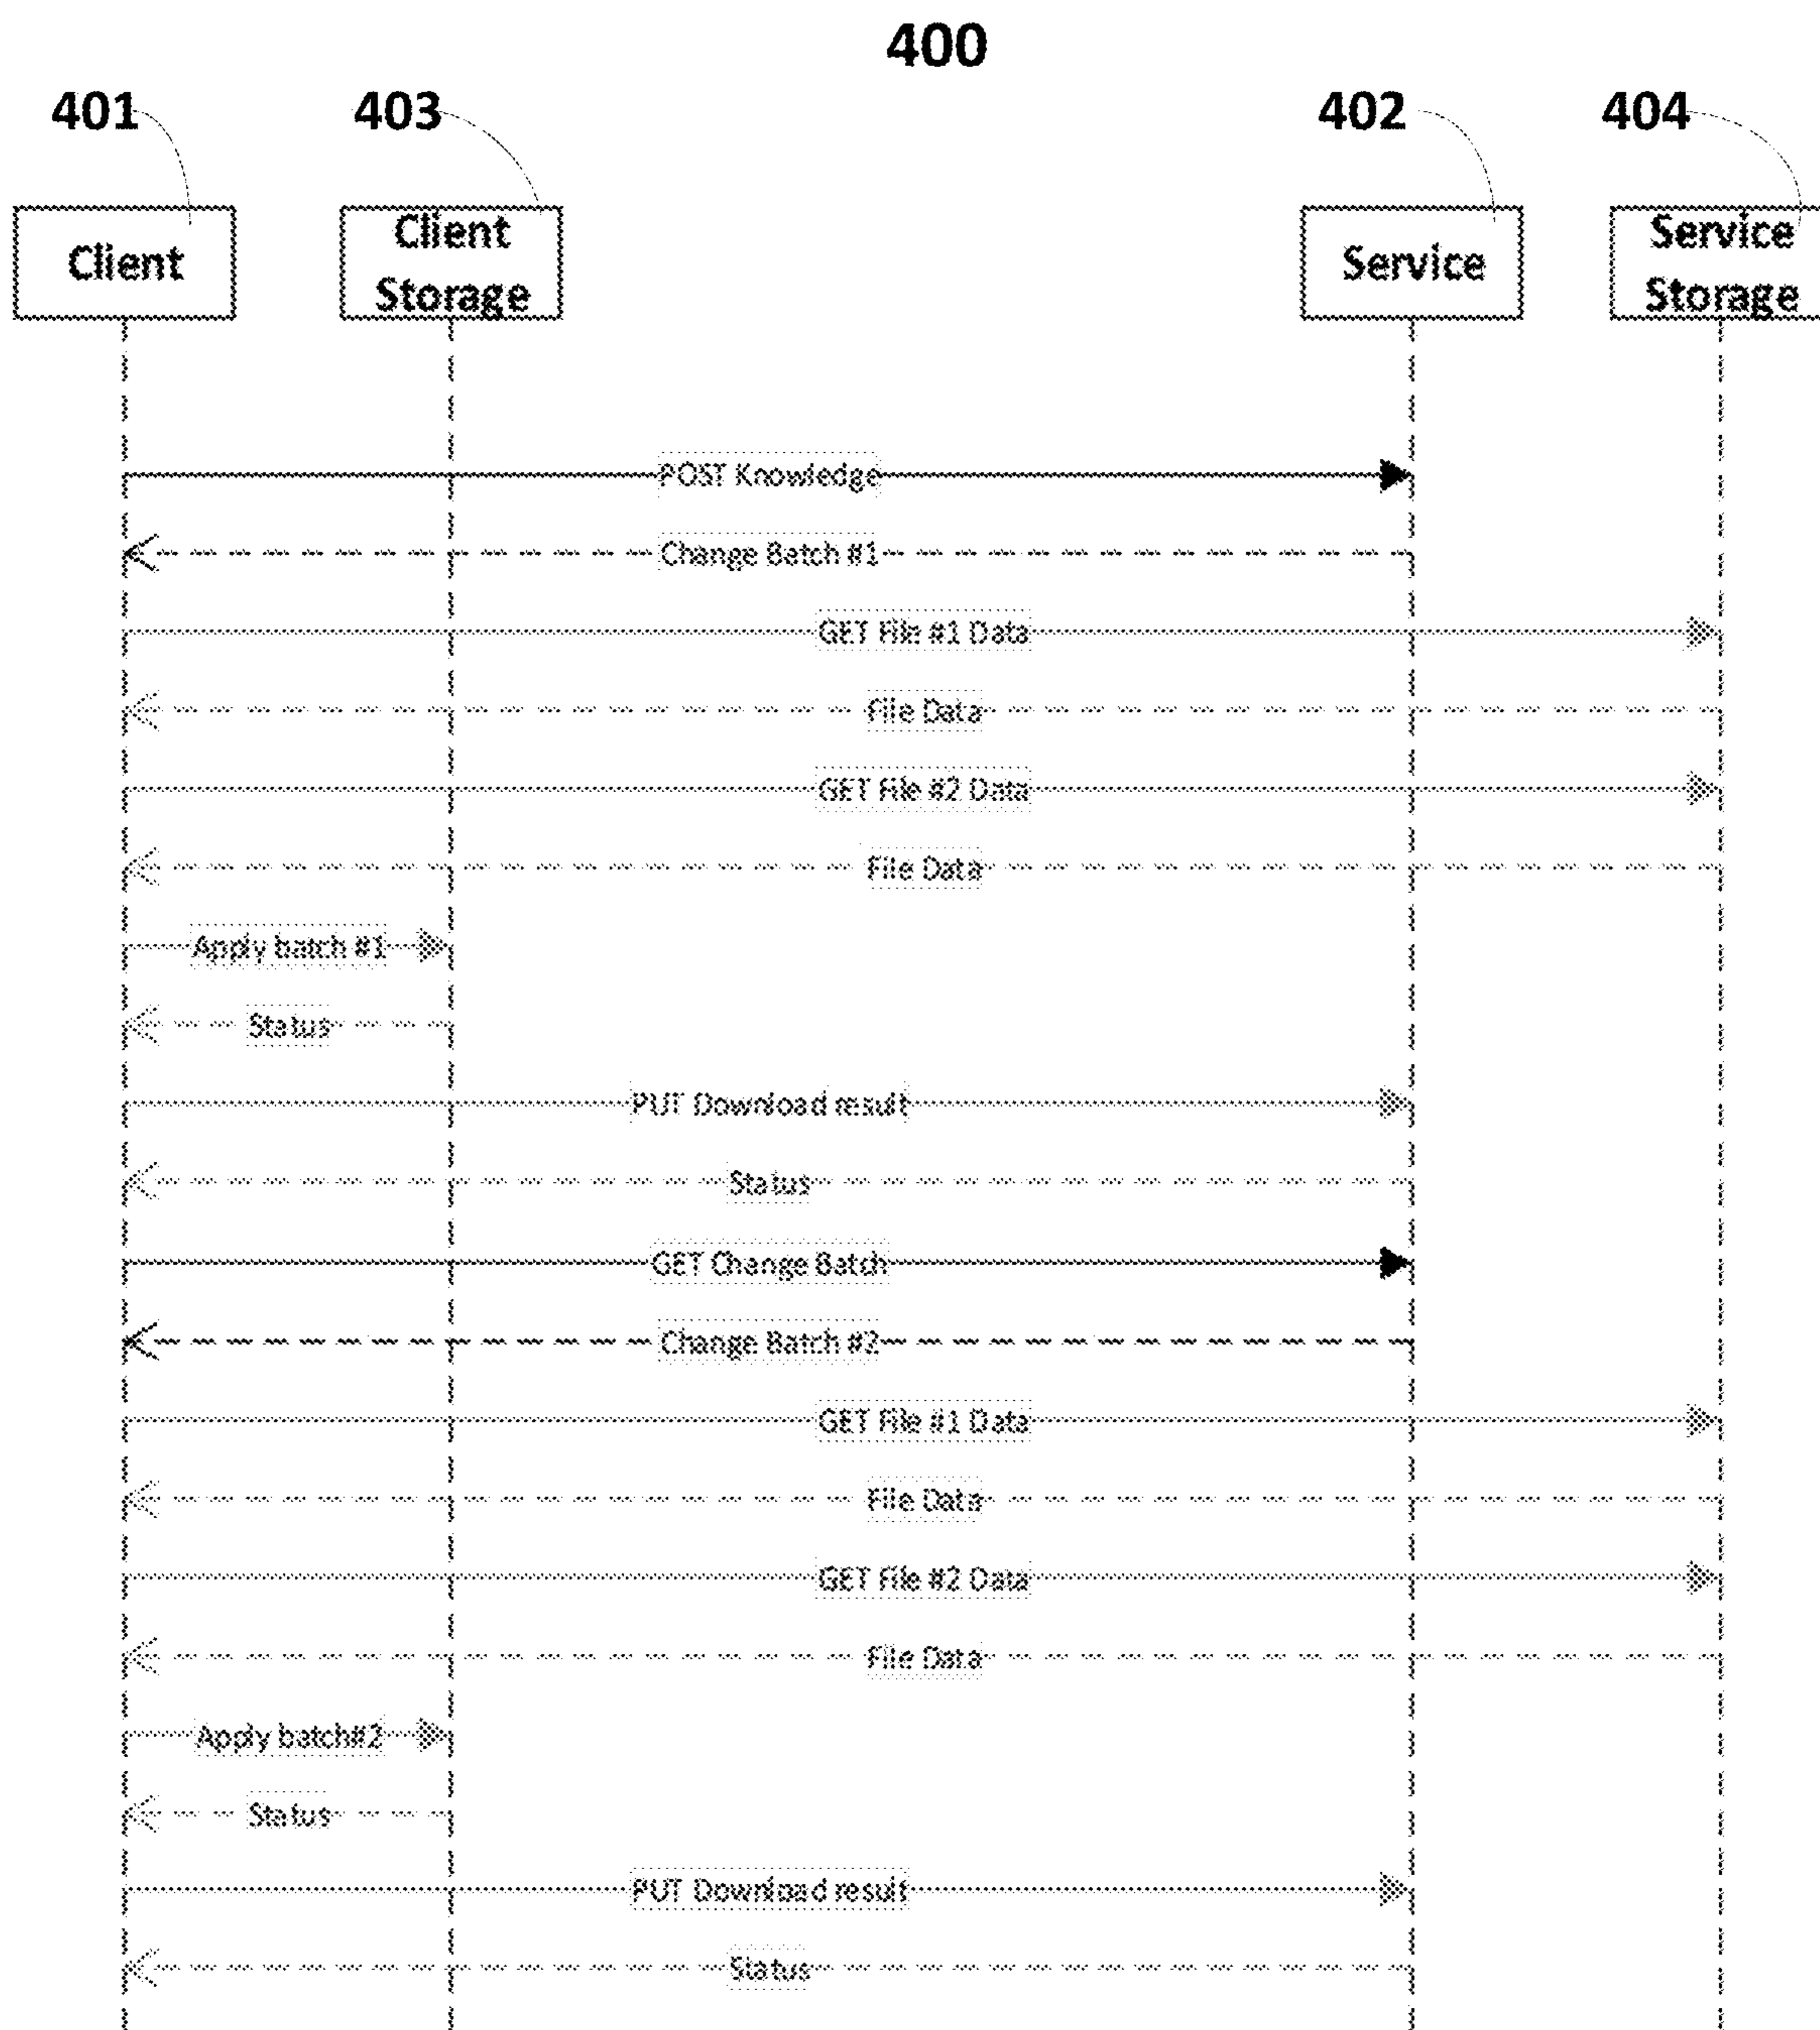 400
401
403
402
404
Client
Client
Storage
Service
Service
Storage
POST Knowledge
Change Batch #1
GET File #1 Data
File Data
GET File #2 Data
File Data
Apply batch #1
Status
PUT Download result
Status
GET Change Batch
Change Batch #2
GET File #1 Data
File Data
GET File #2 Data
File Data
Apply batch#2
Status
PUT Download result
Status